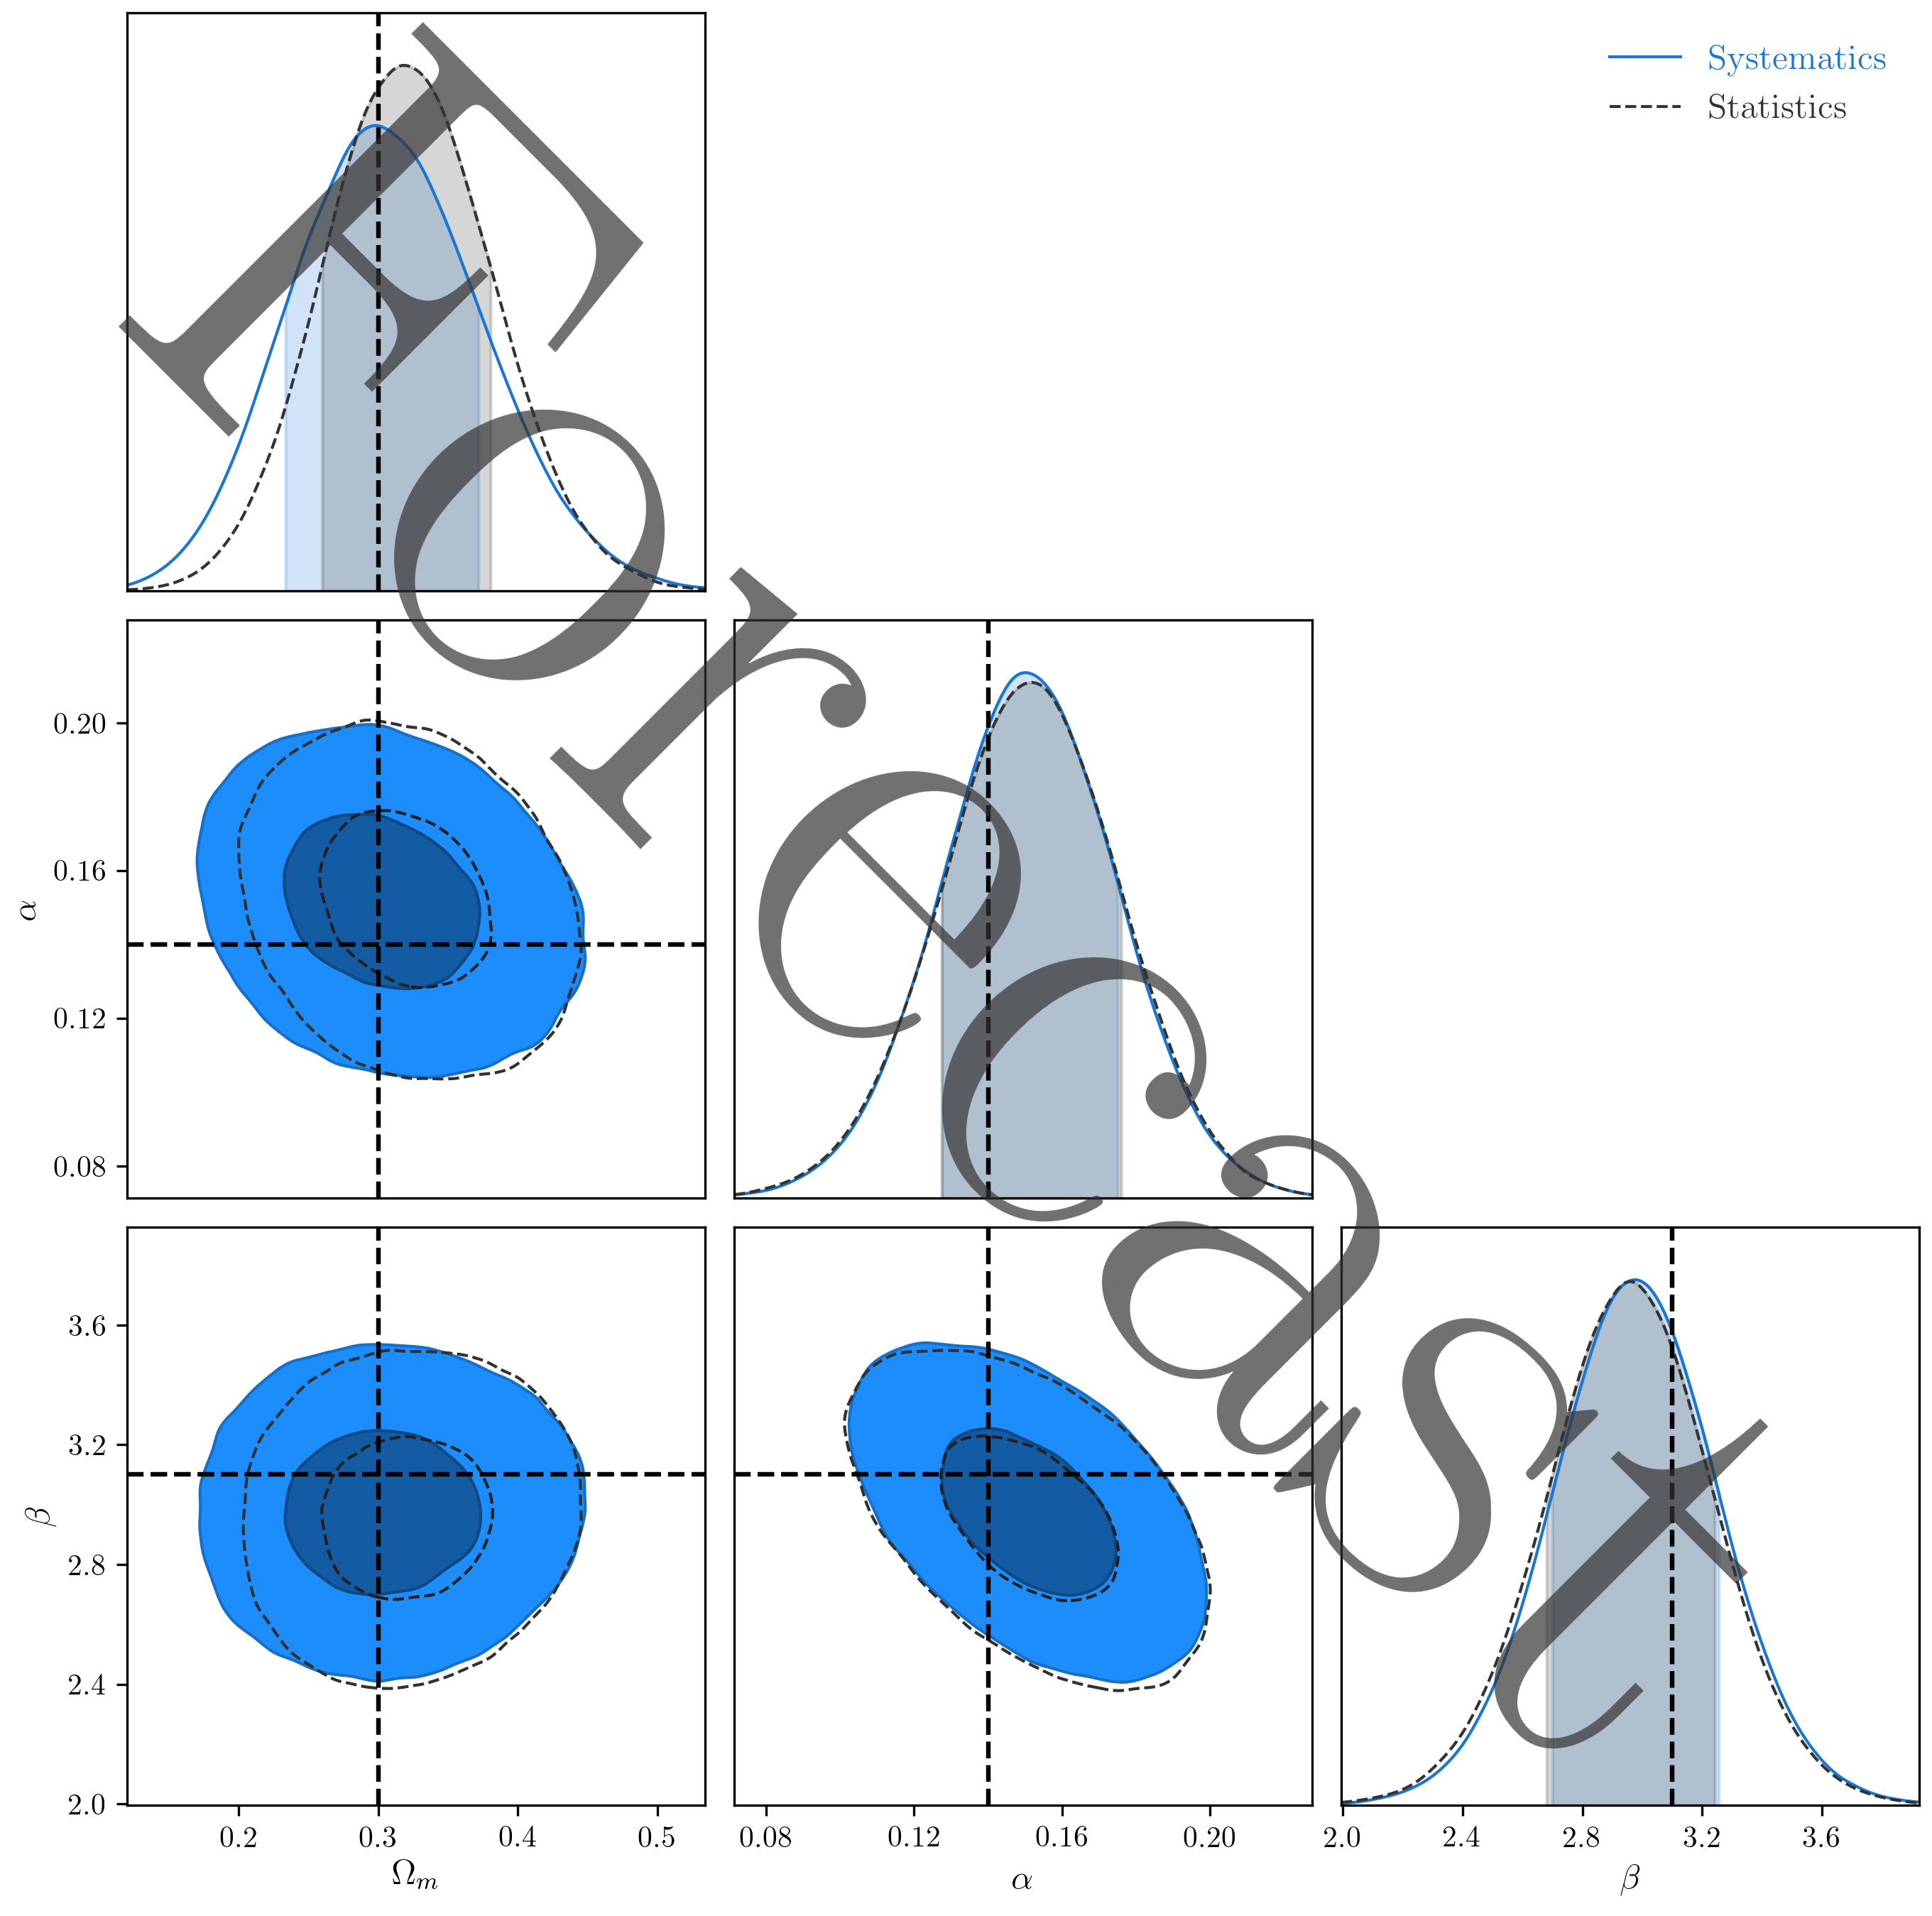 Systematics
Statistics
Forecast
0.20
0.16
0.12
0.08
α
3.6
3.2
2.8
2.4
2.0
β
0.2 0.3 0.4 0.5
Ωm
0.08 0.12 0.16 0.20
α
2.0 2.4 2.8 3.2 3.6
β